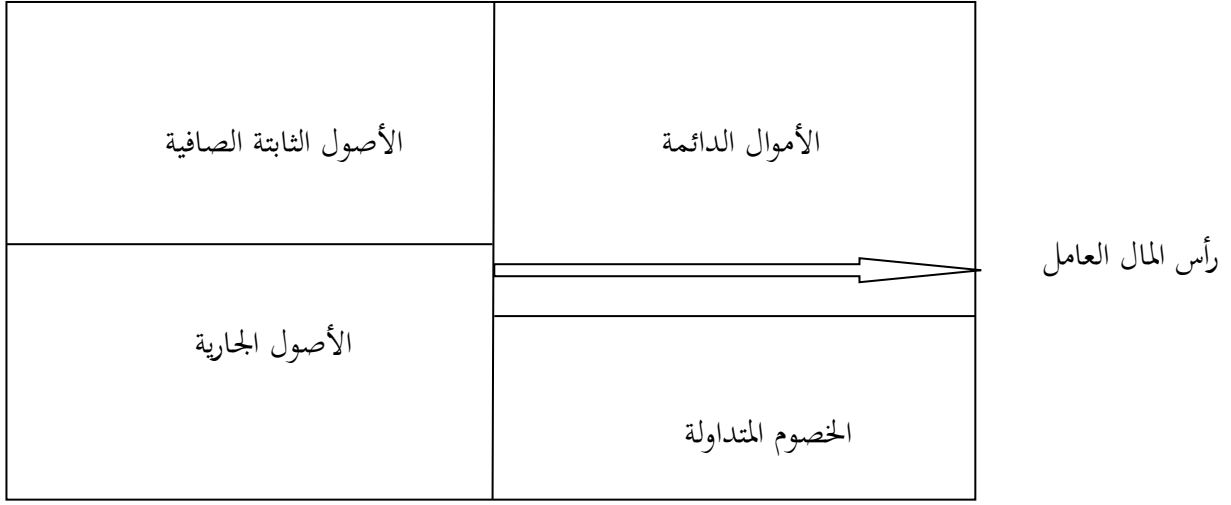 الأصول الثابتة الصافية
الأموال الدائمة
رأس المال العامل
الأصول الجارية
الخصوم المتداولة